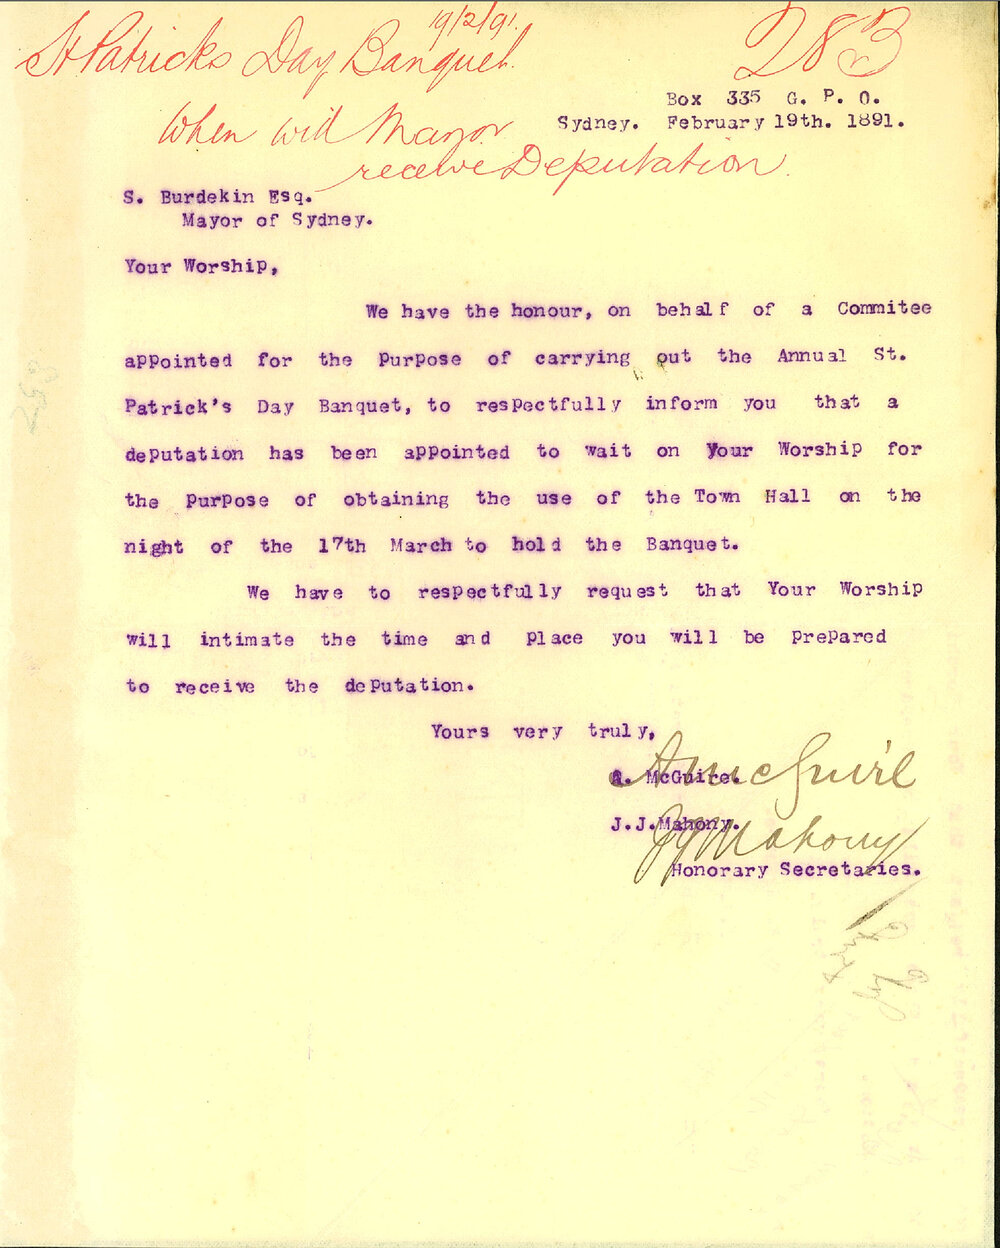 19/2/91.
St Patricks Day Banquet.
283
When will Mayor
receive Deputation.
Box 335 G. P. O.
Sydney. February 19th. 1891.
S. Burdekin Esq.
Mayor of Sydney.
Your Worship,
We have the honour, on behalf of a Commitee
appointed for the purpose of carrying out the Annual St.
Patrick's Day Banquet, to respectfully inform you that a
deputation has been appointed to wait on Your Worship for
the purpose of obtaining the use of the Town Hall on the
night of the 17th March to hold the Banquet.
We have to respectfully request that Your Worship
will intimate the time and place you will be prepared
to receive the deputation.
Yours very truly,
A. McGuire.
A McGuire
J.J.Mahony.
JJ Mahony
Honorary Secretaries.